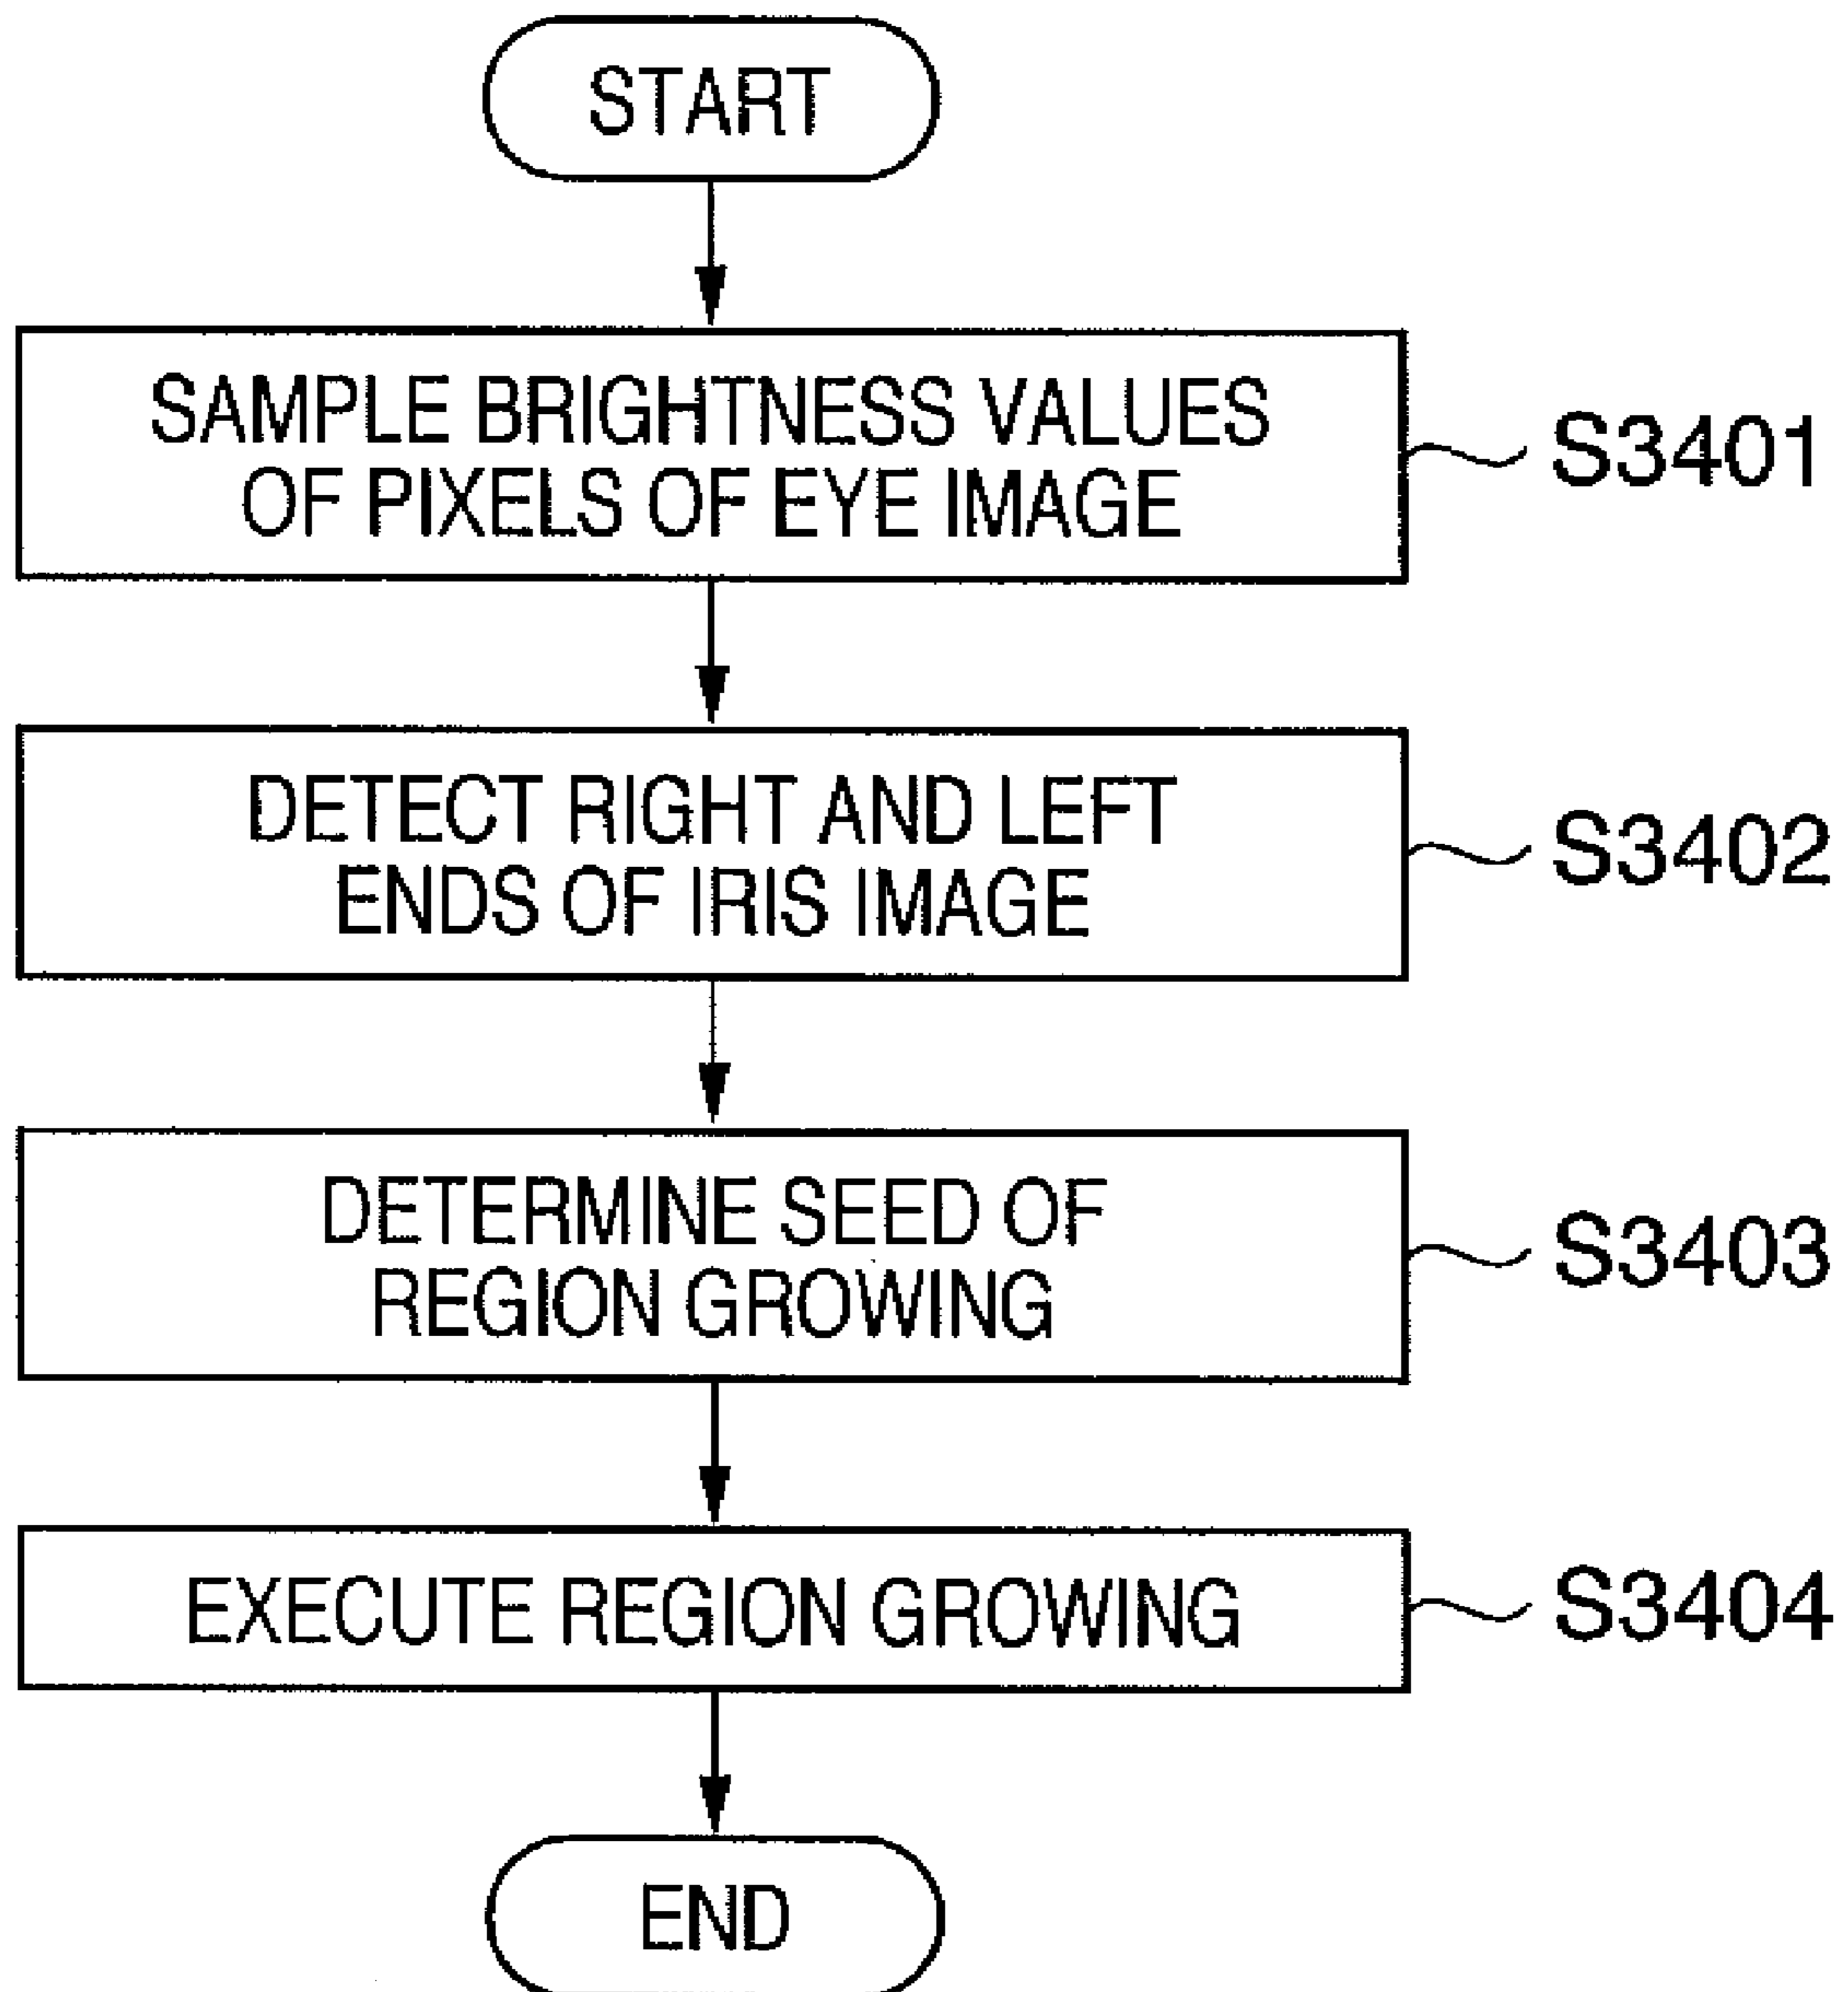 START
SAMPLE BRIGHTNESS VALUES
OF PIXELS OF EYE IMAGE
S3401
DETECT RIGHT AND LEFT
ENDS OF IRIS IMAGE
S3402
DETERMINE SEED OF
REGION GROWING
S3403
EXECUTE REGION GROWING
S3404
END